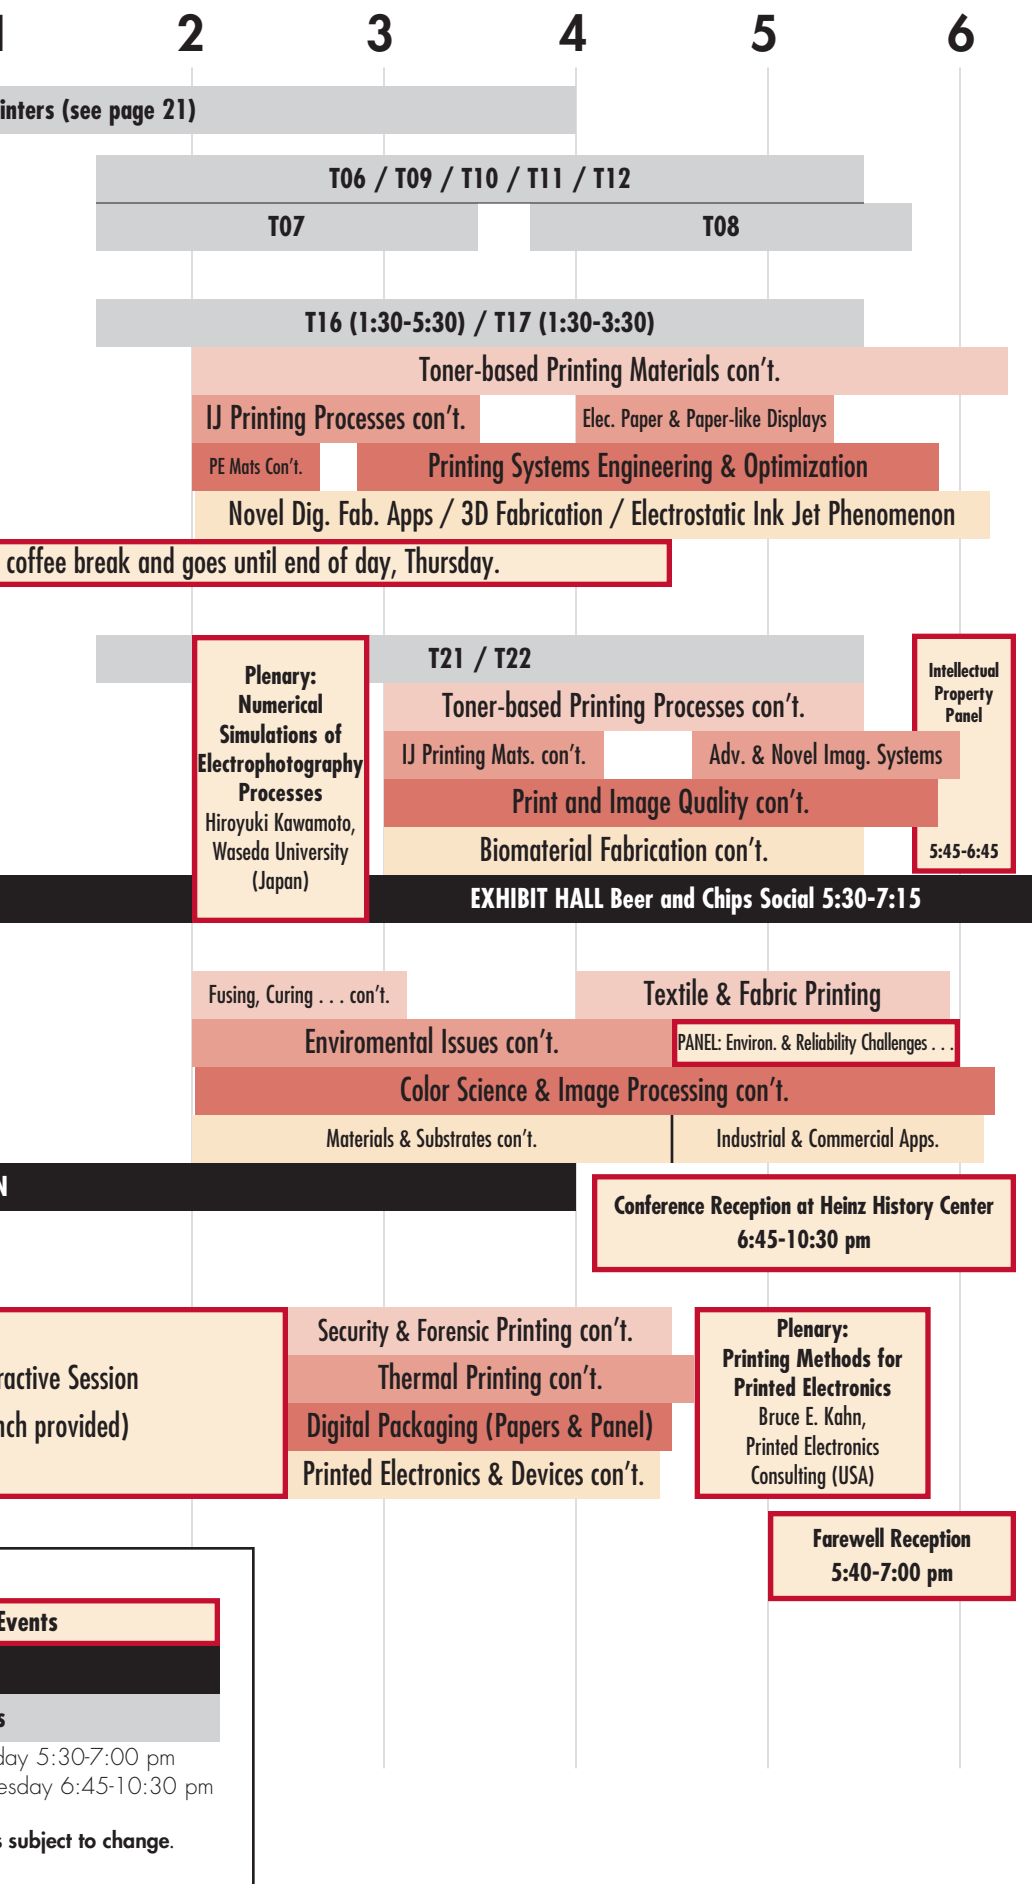 2 3 4 5 6
(see page 21)
T06 / T09 / T10 / T11 / T12
T07 T08
T16 (1:30-5:30) / T17 (1:30-3:30)
Toner-based Printing Materials con’t.
IJ Printing Processes con’t. Elec. Paper & Paper-like Displays
PE Mats Con’t. Printing Systems Engineering & Optimization
Novel Dig. Fab. Apps / 3D Fabrication / Electrostatic Ink Jet Phenomenon
coffee break and goes until end of day, Thursday.
T21 / T22
Plenary:
Numerical
Simulations of
Electrophotography
Processes
Hiroyuki Kawamoto,
Waseda University
(Japan)
Intellectual
Property
Panel
5:45-6:45
Toner-based Printing Processes con’t.
IJ Printing Mats. con’t. Adv. & Novel Imag. Systems
Print and Image Quality con’t.
Biomaterial Fabrication con’t.
EXHIBIT HALL Beer and Chips Social 5:30-7:15
Fusing, Curing . . . con’t. Textile & Fabric Printing
Enviromental Issues con’t. PANEL: Environ. & Reliability Challenges . . .
Color Science & Image Processing con’t.
Materials & Substrates con’t. Industrial & Commercial Apps.
N
Conference Reception at Heinz History Center
6:45-10:30 pm
ractive Session
nch provided)
Security & Forensic Printing con’t.
Thermal Printing con’t.
Digital Packaging (Papers & Panel)
Printed Electronics & Devices con’t.
Plenary:
Printing Methods for
Printed Electronics
Bruce E. Kahn,
Printed Electronics
Consulting (USA)
Farewell Reception
5:40-7:00 pm
Events
s
day 5:30-7:00 pm
esday 6:45-10:30 pm
s subject to change.